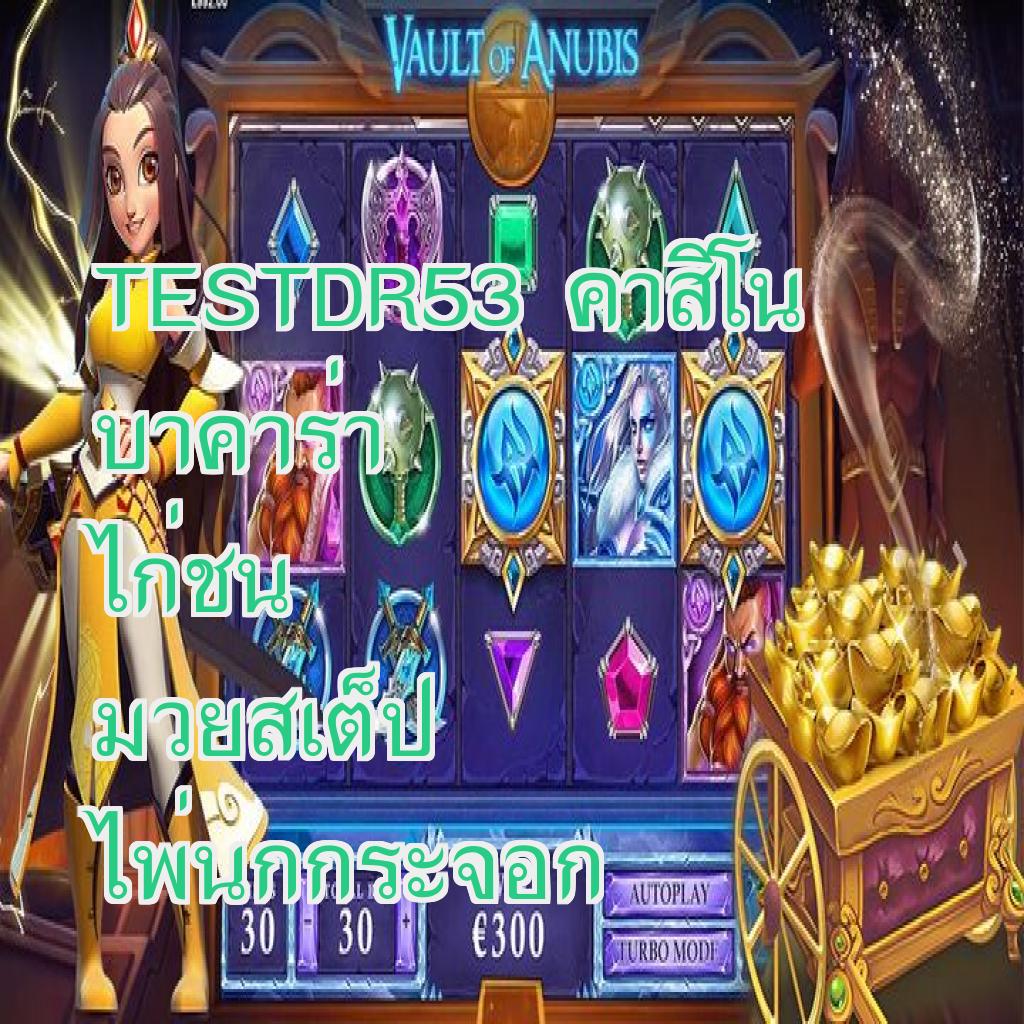 VAULT OF ANUBIS
TESTDR53 คาสิโน
บาคาร่า
ไก่ชน
มวยสเต็ป
ไพ่นกกระจอก
30 - 30 + €300
AUTOPLAY
TURBO MODE